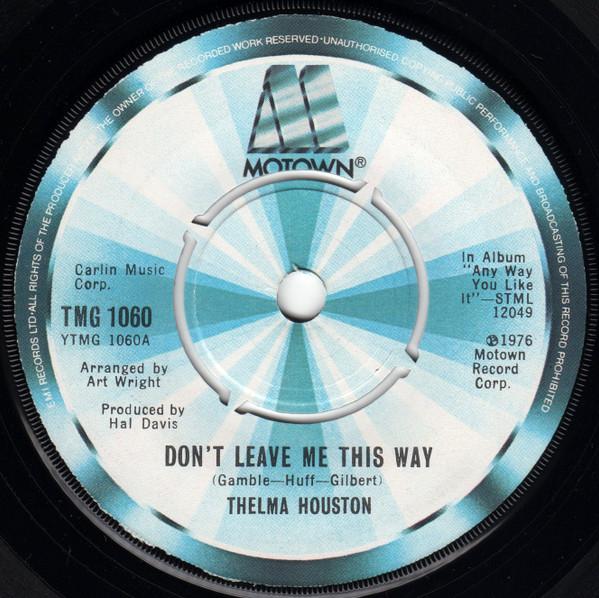 EMI RECORDS LTD•ALL RIGHTS OF THE PRODUCER AND THE OWNER OF THE RECORDED WORK RESERVED•UNAUTHORISED COPYING PUBLIC PERFORMANCE AND BROADCASTING OF THIS RECORD PROHIBITED
MOTOWN®
Carlin Music
Corp.
TMG 1060
YTMG 1060A
Arranged by
Art Wright
Produced by
Hal Davis
In Album
"Any Way
You Like
It"—STML
12049
℗1976
Motown
Record
Corp.
DON'T LEAVE ME THIS WAY
(Gamble—Huff—Gilbert)
THELMA HOUSTON